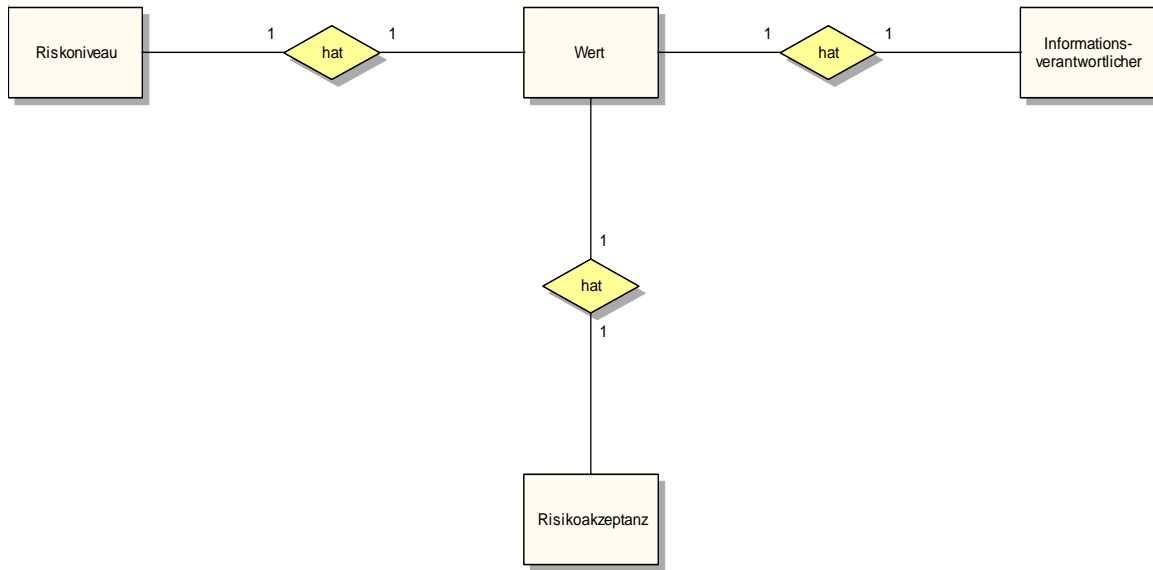 Riskoniveau
1
hat
1
Wert
1
hat
1
Informations-
verantwortlicher
1
hat
1
Risikoakzeptanz